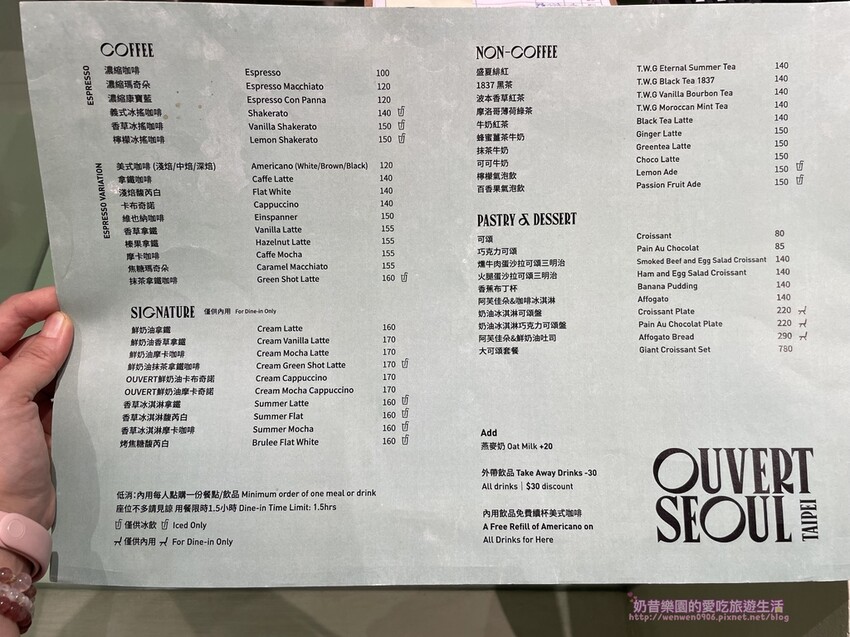 COFFEE
ESPRESSO
濃縮咖啡 Espresso 100
濃縮瑪奇朵 Espresso Macchiato 120
濃縮康寶藍 Espresso Con Panna 120
義式冰搖咖啡 Shakerato 140
香草冰搖咖啡 Vanilla Shakerato 150
檸檬冰搖咖啡 Lemon Shakerato 150
ESPRESSO VARIATION
美式咖啡 (淺焙/中焙/深焙) Americano (White/Brown/Black) 120
拿鐵咖啡 Caffe Latte 140
淺焙馥芮白 Flat White 140
卡布奇諾 Cappuccino 140
維也納咖啡 Einspanner 150
香草拿鐵 Vanilla Latte 155
榛果拿鐵 Hazelnut Latte 155
摩卡咖啡 Caffe Mocha 155
焦糖瑪奇朵 Caramel Macchiato 155
抹茶拿鐵咖啡 Green Shot Latte 160
SIGNATURE 僅供內用 For Dine-in Only
鮮奶油拿鐵 Cream Latte 160
鮮奶油香草拿鐵 Cream Vanilla Latte 170
鮮奶油摩卡咖啡 Cream Mocha Latte 170
鮮奶油抹茶拿鐵咖啡 Cream Green Shot Latte 170
OUVERT鮮奶油卡布奇諾 Cream Cappuccino 170
OUVERT鮮奶油摩卡奇諾 Cream Mocha Cappuccino 170
香草冰淇淋拿鐵 Summer Latte 160
香草冰淇淋馥芮白 Summer Flat 160
香草冰淇淋摩卡咖啡 Summer Mocha 160
烤焦糖馥芮白 Brulee Flat White 160
低消:內用每人點購一份餐點/飲品 Minimum order of one meal or drink
座位不多請見諒 用餐限時1.5小時 Dine-in Time Limit: 1.5hrs
僅供冰飲 Iced Only
僅供內用 For Dine-in Only
NON-COFFEE
盛夏緋紅 T.W.G Eternal Summer Tea 140
1837 黑茶 T.W.G Black Tea 1837 140
波本香草紅茶 T.W.G Vanilla Bourbon Tea 140
摩洛哥薄荷綠茶 T.W.G Moroccan Mint Tea 140
牛奶紅茶 Black Tea Latte 140
蜂蜜薑茶牛奶 Ginger Latte 150
抹茶牛奶 Greentea Latte 150
可可牛奶 Choco Latte 150
檸檬氣泡飲 Lemon Ade 150
百香果氣泡飲 Passion Fruit Ade 150
PASTRY & DESSERT
可頌 Croissant 80
巧克力可頌 Pain Au Chocolat 85
燻牛肉蛋沙拉可頌三明治 Smoked Beef and Egg Salad Croissant 140
火腿蛋沙拉可頌三明治 Ham and Egg Salad Croissant 140
香蕉布丁杯 Banana Pudding 140
阿芙佳朵&咖啡冰淇淋 Affogato 140
奶油冰淇淋可頌盤 Croissant Plate 220
奶油冰淇淋巧克力可頌盤 Pain Au Chocolat Plate 220
阿芙佳朵&鮮奶油吐司 Affogato Bread 290
大可頌套餐 Giant Croissant Set 780
Add
燕麥奶 Oat Milk +20
外帶飲品 Take Away Drinks -30
All drinks | $30 discount
內用飲品免費續杯美式咖啡
A Free Refill of Americano on
All Drinks for Here
OUVERT
SEOUL
TAIPEI
奶昔樂園的愛吃旅遊生活
http://wenwen0906.pixnet.net/blog